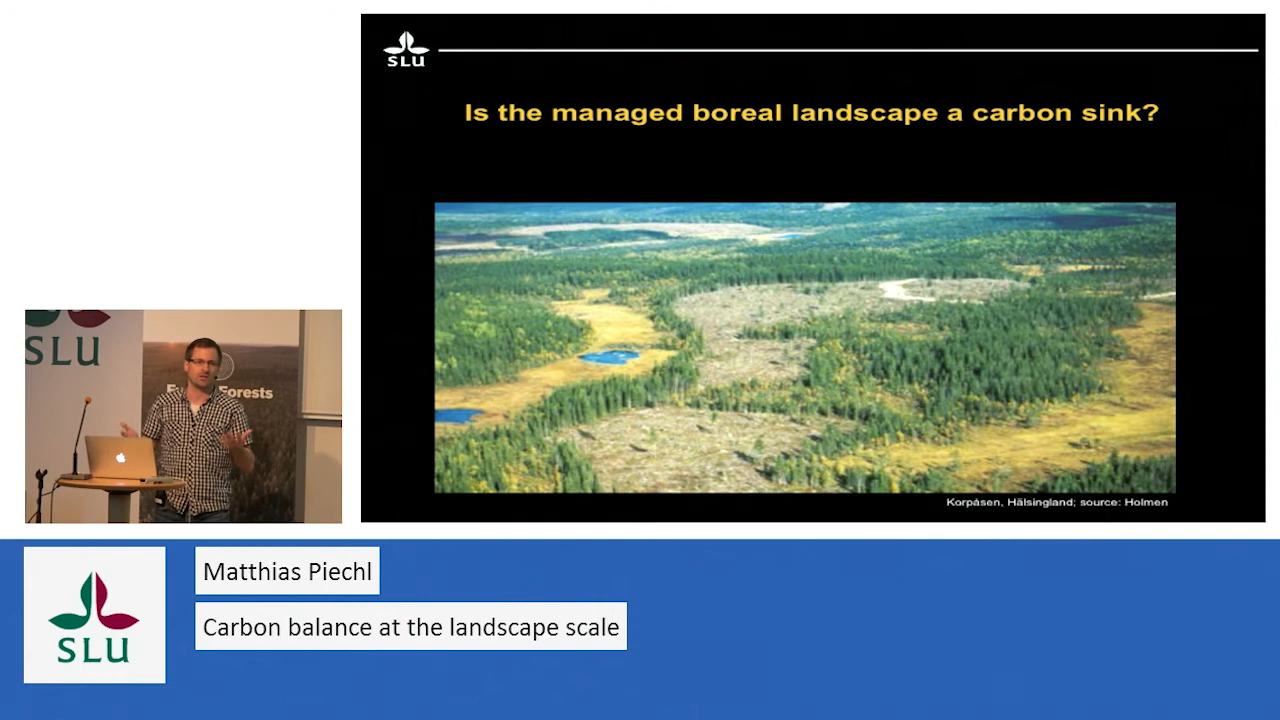 SLU
Is the managed boreal landscape a carbon sink?
Korpåsen, Hälsingland; source: Holmen
SLU
Forests
Matthias Piechl
Carbon balance at the landscape scale
SLU